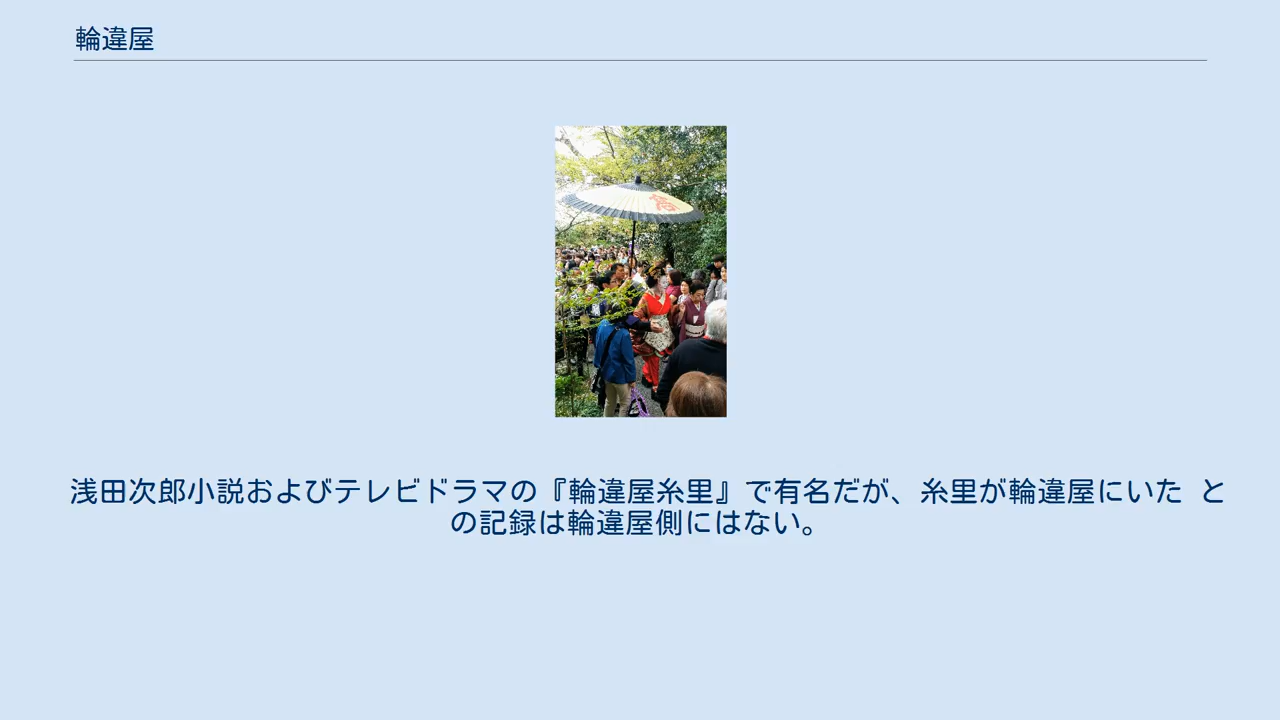 輪違屋
浅田次郎小説およびテレビドラマの『輪違屋糸里』で有名だが、糸里が輪違屋にいた と
の記録は輪違屋側にはない。